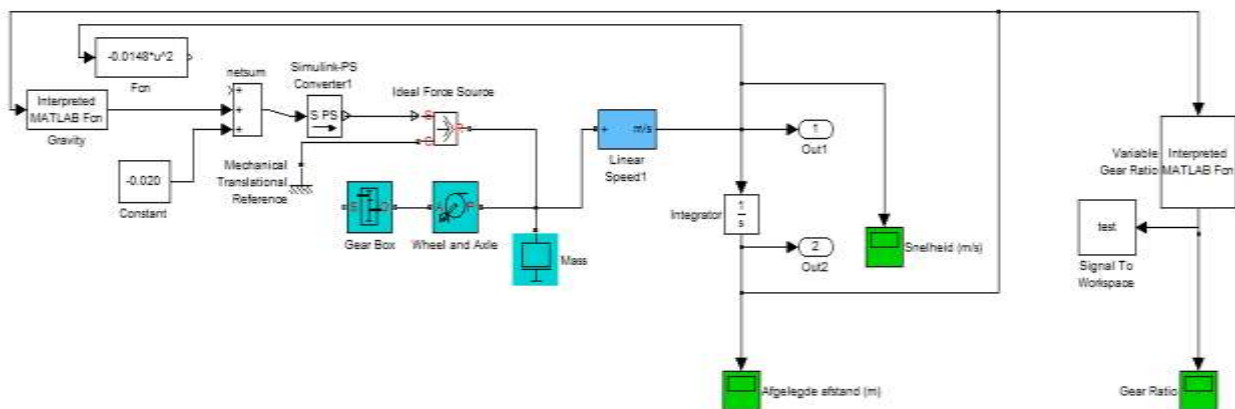 -0.0148*u^2
Fcn
netsum
Simulink-PS
Converter1
Ideal Force Source
+
+
+
S PS
S
R
C
Interpreted
MATLAB Fcn
Gravity
-0.020
Constant
Mechanical
Translational
Reference
S
O
Gear Box
A
P
Wheel and Axle
Mass
+
m/s
Linear
Speed1
1
Out1
Integrator
1
s
2
Out2
Snelheid (m/s)
Afgelegde afstand (m)
Variable
Gear Ratio
Interpreted
MATLAB Fcn
test
Signal To
Workspace
Gear Ratio